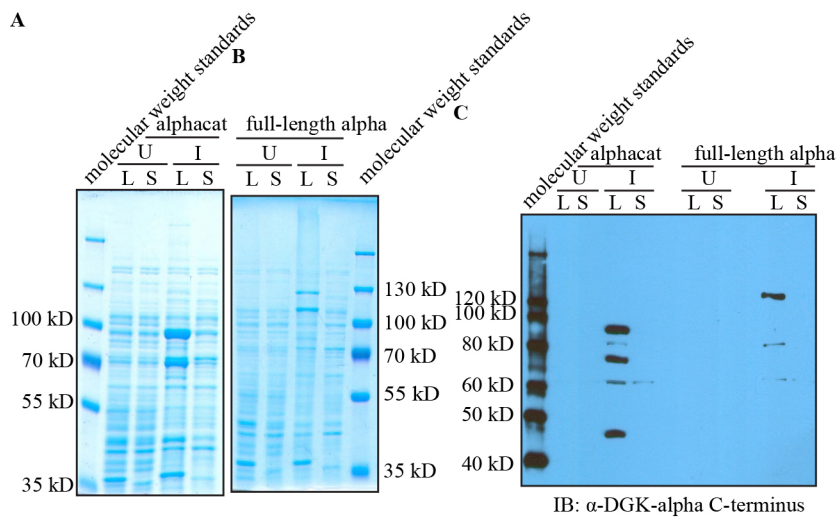 A
B
molecular weight standards
alphacat
U I
L S L S
full-length alpha
U I
L S L S
molecular weight standards
100 kD
70 kD
55 kD
35 kD
130 kD
100 kD
70 kD
55 kD
35 kD
C
molecular weight standards
alphacat
U I
L S L S
full-length alpha
U I
L S L S
120 kD
100 kD
80 kD
60 kD
50 kD
40 kD
IB: α-DGK-alpha C-terminus